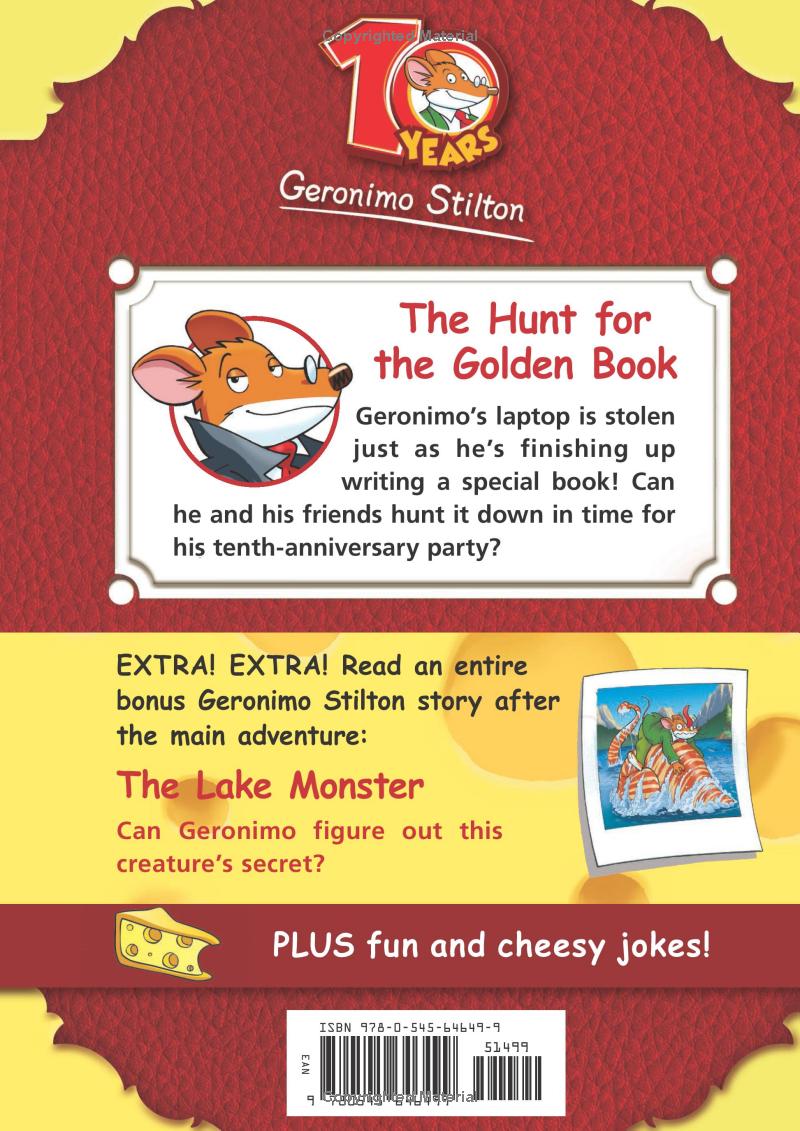 Copyrighted Material
10
YEARS
Geronimo Stilton
The Hunt for
the Golden Book
Geronimo's laptop is stolen
just as he's finishing up
writing a special book! Can
he and his friends hunt it down in time for
his tenth-anniversary party?
EXTRA! EXTRA! Read an entire
bonus Geronimo Stilton story after
the main adventure:
The Lake Monster
Can Geronimo figure out this
creature's secret?
PLUS fun and cheesy jokes!
ISBN 978-0-545-64649-9
51499
EAN
Copyrighted Material